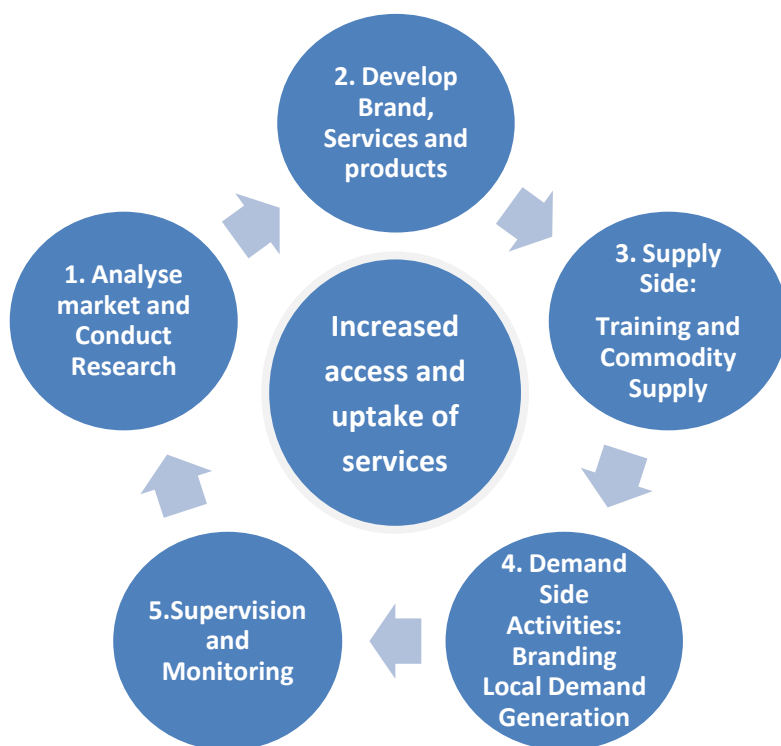 2. Develop
Brand,
Services and
products
1. Analyse
market and
Conduct
Research
3. Supply
Side:
Training and
Commodity
Supply
Increased
access and
uptake of
services
4. Demand
Side
Activities:
Branding
Local Demand
Generation
5.Supervision
and
Monitoring